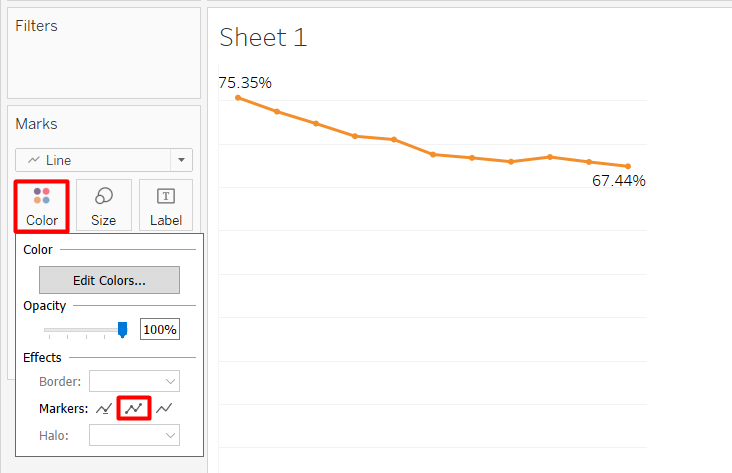 Filters
Marks
Line
Color
Size
Label
Color
Edit Colors...
Opacity
100%
Effects
Border:
Markers:
Halo:
Sheet 1
75.35%
67.44%